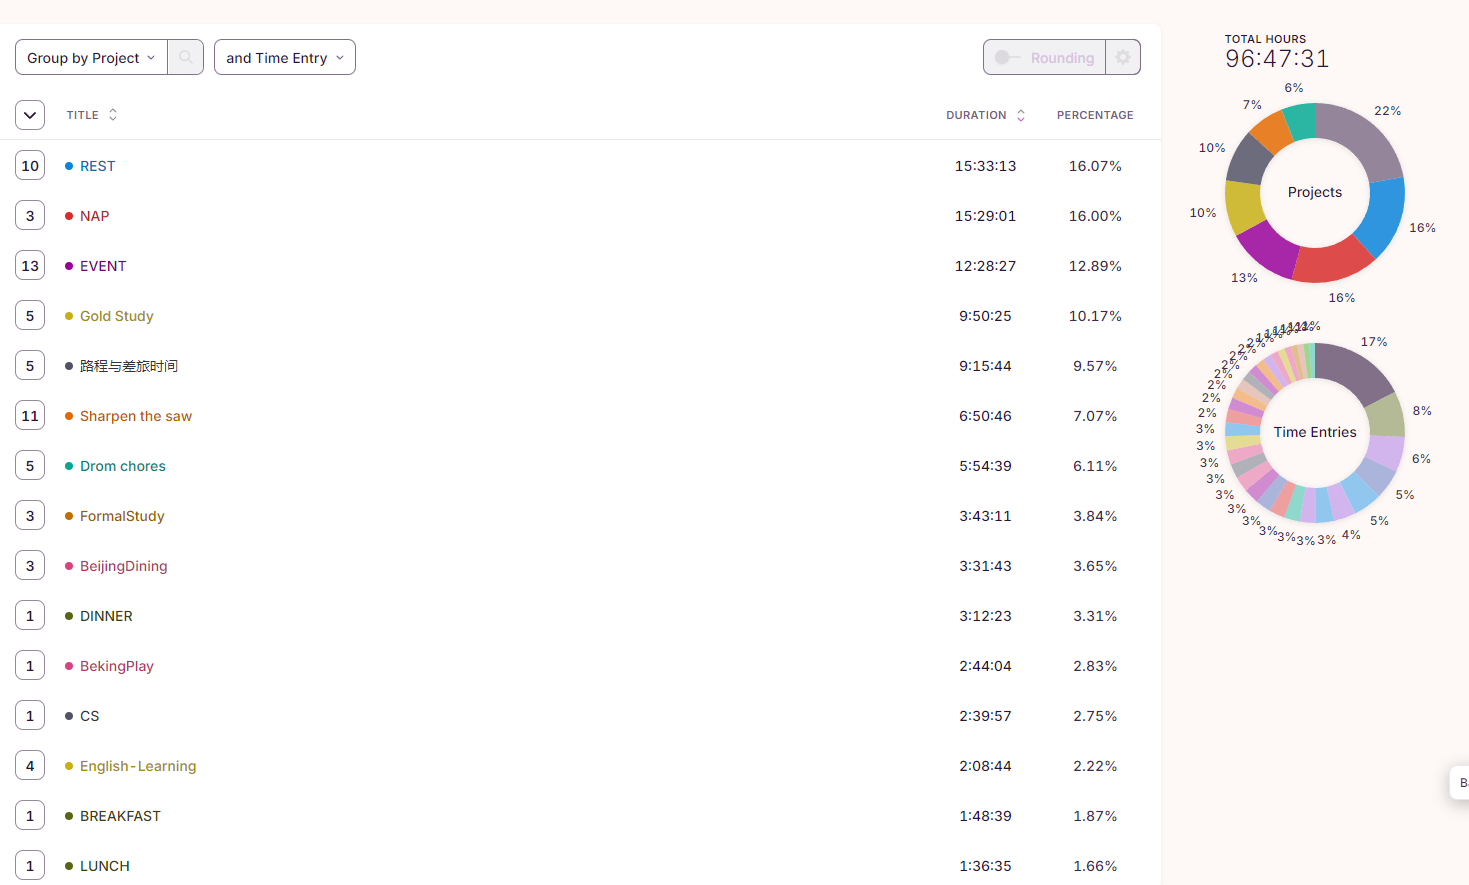 Group by Project
and Time Entry
Rounding
TITLE DURATION PERCENTAGE
10 REST 15:33:13 16.07%
3 NAP 15:29:01 16.00%
13 EVENT 12:28:27 12.89%
5 Gold Study 9:50:25 10.17%
5 路程与差旅时间 9:15:44 9.57%
11 Sharpen the saw 6:50:46 7.07%
5 Drom chores 5:54:39 6.11%
3 FormalStudy 3:43:11 3.84%
3 BeijingDining 3:31:43 3.65%
1 DINNER 3:12:23 3.31%
1 BekingPlay 2:44:04 2.83%
1 CS 2:39:57 2.75%
4 English-Learning 2:08:44 2.22%
1 BREAKFAST 1:48:39 1.87%
1 LUNCH 1:36:35 1.66%
TOTAL HOURS
96:47:31
6%
7%
22%
10%
Projects
10%
16%
13%
16%
17%
2%
2%
2%
2%
8%
2%
3%
Time Entries
3%
6%
3%
3%
5%
3%
3%
5%
3%
4%
3%
3%
3%
3%